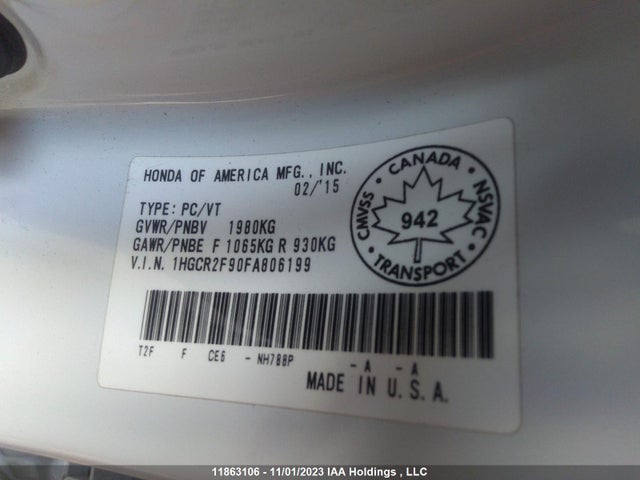 HONDA OF AMERICA MFG., INC.
02/'15
TYPE: PC/VT
GVWR/PNBV 1980KG
GAWR/PNBE F 1065KG R 930KG
V.I.N. 1HGCR2F90FA806199
CANADA
CMVSS NSVAC
942
TRANSPORT
T2F F CE6 - NH788P - A - A
MADE IN U.S.A.
11863106 - 11/01/2023 IAA Holdings , LLC